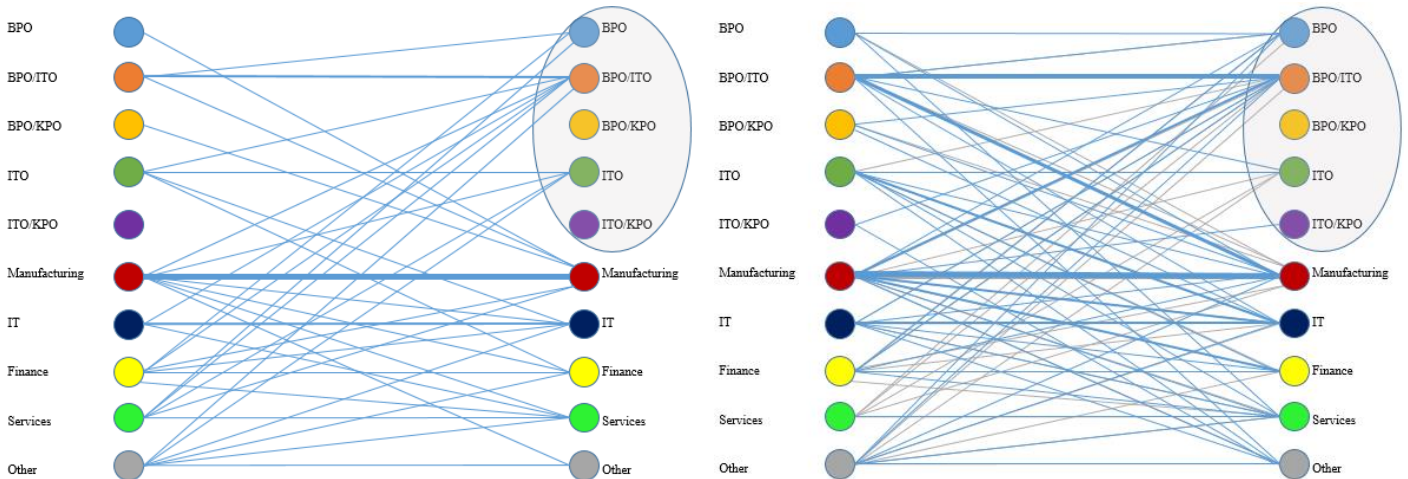 BPO BPO BPO BPO
BPO/ITO BPO/ITO BPO/ITO BPO/ITO
BPO/KPO BPO/KPO BPO/KPO BPO/KPO
ITO ITO ITO ITO
ITO/KPO ITO/KPO ITO/KPO ITO/KPO
Manufacturing Manufacturing Manufacturing Manufacturing
IT IT IT IT
Finance Finance Finance Finance
Services Services Services Services
Other Other Other Other